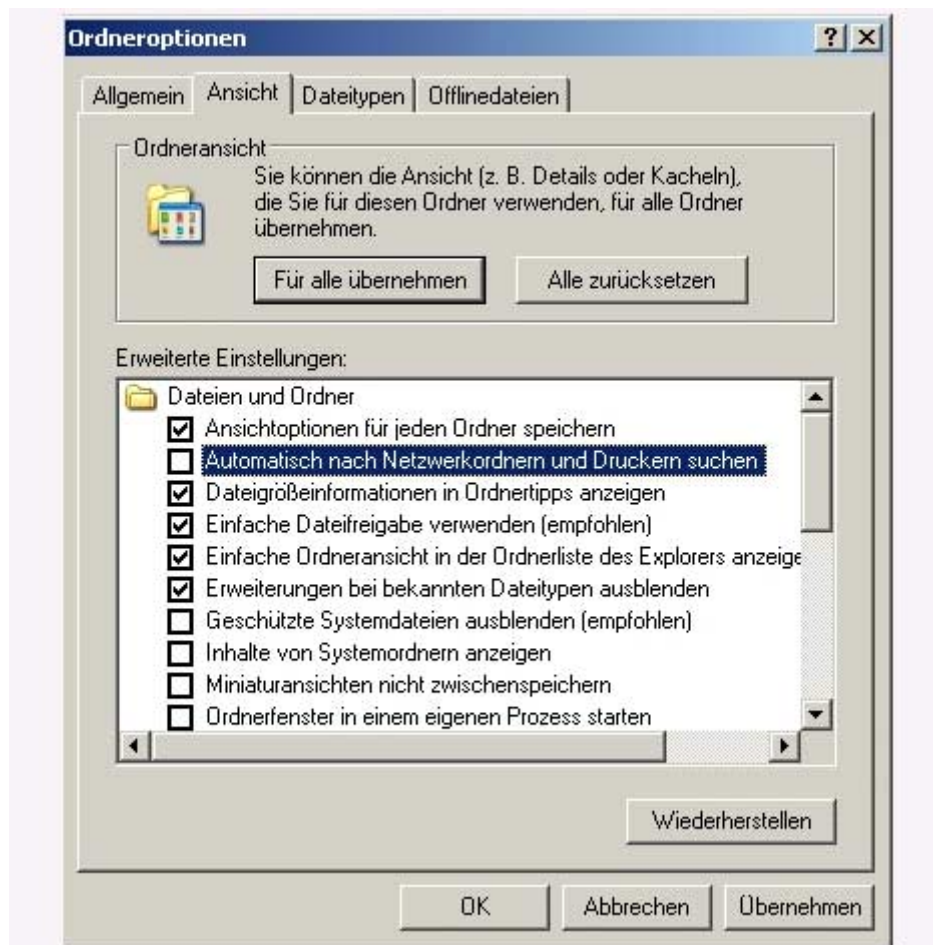 Ordneroptionen
Allgemein Ansicht Dateitypen Offlinedateien
Ordneransicht
Sie können die Ansicht (z. B. Details oder Kacheln),
die Sie für diesen Ordner verwenden, für alle Ordner
übernehmen.
Für alle übernehmen Alle zurücksetzen
Erweiterte Einstellungen:
Dateien und Ordner
Ansichtoptionen für jeden Ordner speichern
Automatisch nach Netzwerkordnern und Druckern suchen
Dateigrößeinformationen in Ordnertipps anzeigen
Einfache Dateifreigabe verwenden (empfohlen)
Einfache Ordneransicht in der Ordnerliste des Explorers anzeige
Erweiterungen bei bekannten Dateitypen ausblenden
Geschützte Systemdateien ausblenden (empfohlen)
Inhalte von Systemordnern anzeigen
Miniaturansichten nicht zwischenspeichern
Ordnerfenster in einem eigenen Prozess starten
Wiederherstellen
OK Abbrechen Übernehmen